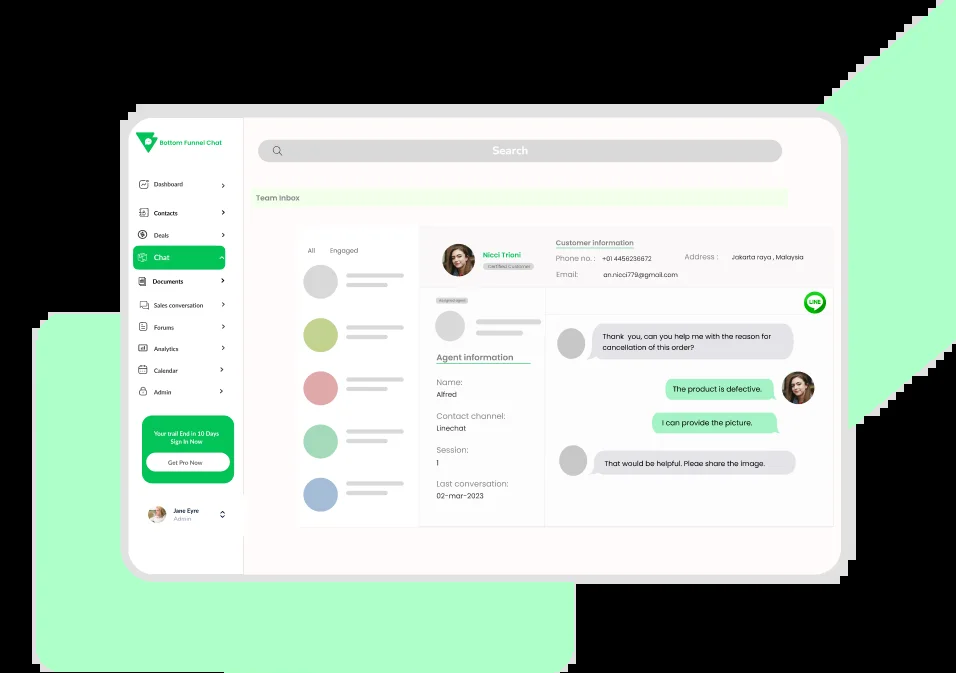 Bottom Funnel Chat
Dashboard
Contacts
Deals
Chat
Documents
Sales conversation
Forums
Analytics
Calendar
Admin
Your trail End in 10 Days
Sign In Now
Get Pro Now
Jane Eyre
Admin
Search
Team Inbox
All Engaged
Nicci Trioni
Certified Customer
Customer information
Phone no. : +01 4456236672
Address : Jakarta raya , Malaysia
Email: an.nicci779@gmail.com
Assigned agent
Agent information
Name:
Alfred
Contact channel:
Linechat
Session:
1
Last conversation:
02-mar-2023
LINE
Thank you, can you help me with the reason for
cancellation of this order?
The product is defective.
I can provide the picture.
That would be helpful. Pleae share the image.